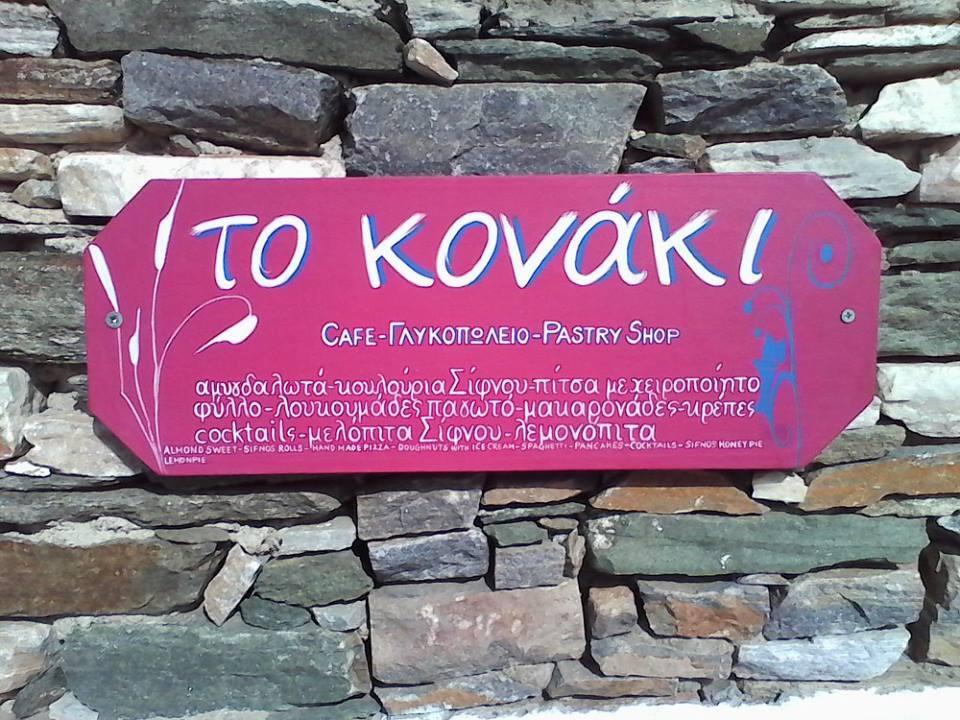 το κονάκι
CAFE-ΓΛΥΚΟΠΩΛΕΙΟ-PASTRY SHOP
αμυγδαλωτά-κουλούρια Σίφνου-πίτσα με χειροποίητο
φύλλο-λουκουμάδες παγωτό-μακαρονάδες-κρέπες
cocktails-μελόπιτα Σίφνου-λεμονόπιτα
ALMOND SWEET-SIFNOS ROLLS-HAND MADE PIZZA-DOUGHNUTS WITH ICE CREAM-SPAGHETTI-PANCAKES-COCKTAILS-SIFNOS HONEY PIE
LEMONPIE